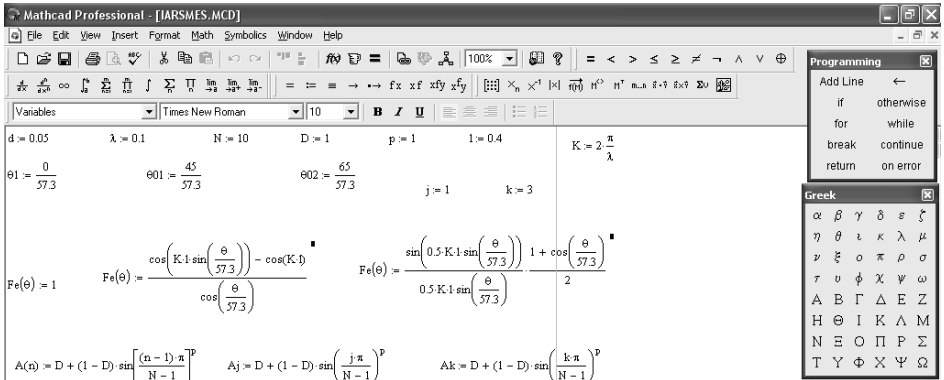 Mathcad Professional - [IARSMES.MCD]
File Edit View Insert Format Math Symbolics Window Help
100%
Variables Times New Roman 10 B I U
Programming
Add Line ←
if otherwise
for while
break continue
return on error
d := 0.05 λ := 0.1 N := 10 D := 1 p := 1 l := 0.4 K := 2·π/λ
θ1 := 0/57.3 θ01 := 45/57.3 θ02 := 65/57.3 j := 1 k := 3
Fe(θ) := 1 Fe(θ) := (cos(K·l·sin(θ/57.3)) − cos(K·l))/cos(θ/57.3) Fe(θ) := sin(0.5·K·l·sin(θ/57.3))/(0.5·K·l·sin(θ/57.3))·(1 + cos(θ/57.3))/2
A(n) := D + (1 − D)·sin[(n − 1)·π/(N − 1)]^p Aj := D + (1 − D)·sin(j·π/(N − 1))^p Ak := D + (1 − D)·sin(k·π/(N − 1))^p
Greek
α β γ δ ε ζ
η θ ι κ λ μ
ν ξ ο π ρ σ
τ υ ϕ χ ψ ω
Α Β Γ Δ Ε Ζ
Η Θ Ι Κ Λ Μ
Ν Ξ Ο Π Ρ Σ
Τ Υ Φ Χ Ψ Ω